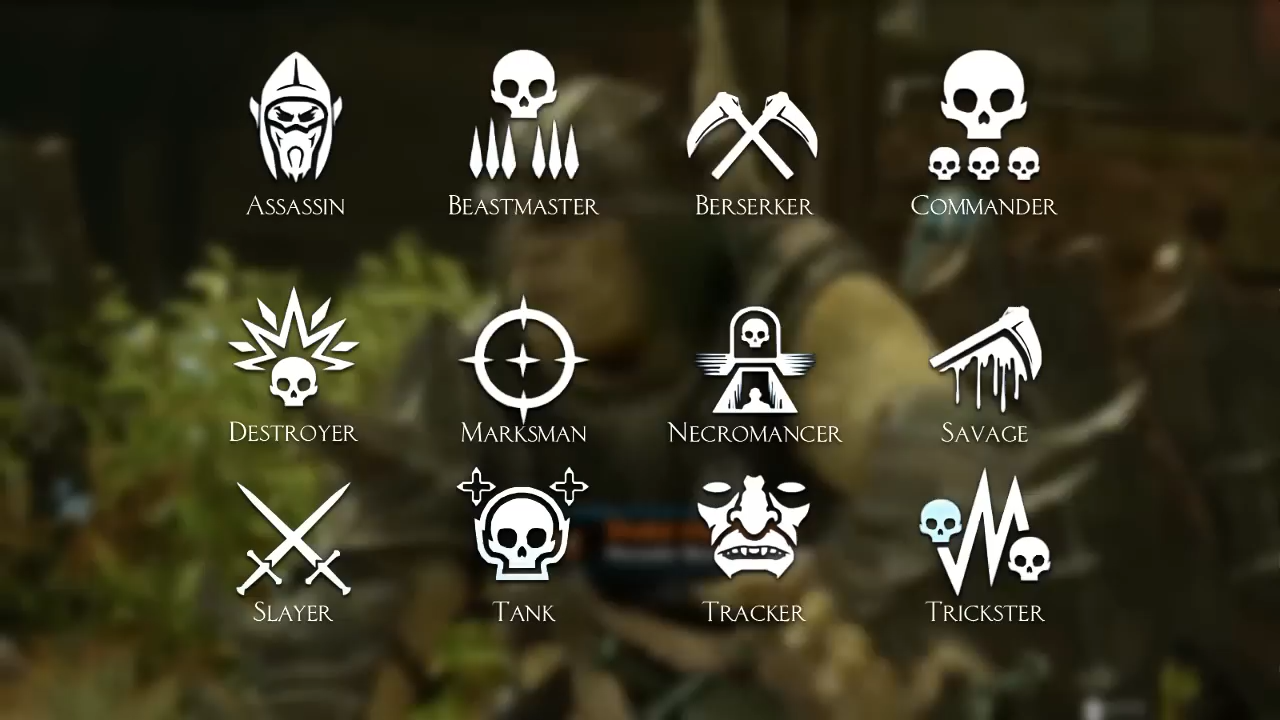 Assassin
Beastmaster
Berserker
Commander
Destroyer
Marksman
Necromancer
Savage
Slayer
Tank
Tracker
Trickster